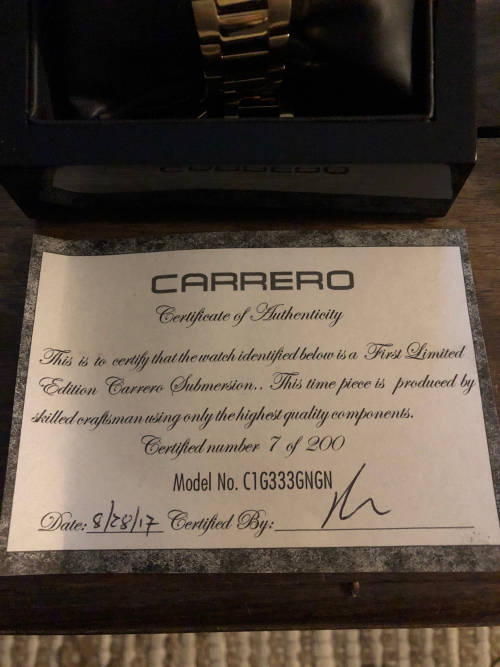 CARRERO
CARRERO
Certificate of Authenticity
This is to certify that the watch identified below is a First Limited
Edition Carrero Submersion.. This time piece is produced by
skilled craftsman using only the highest quality components.
Certified number 7 of 200
Model No. C1G333GNGN
Date: 8/28/17 Certified By: